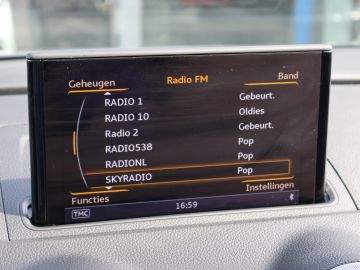 Geheugen Radio FM Band
RADIO 1 Gebeurt.
RADIO 10 Oldies
Radio 2 Gebeurt.
RADIO538 Pop
RADIONL Pop
SKYRADIO Pop
Functies Instellingen
TMC 16:59